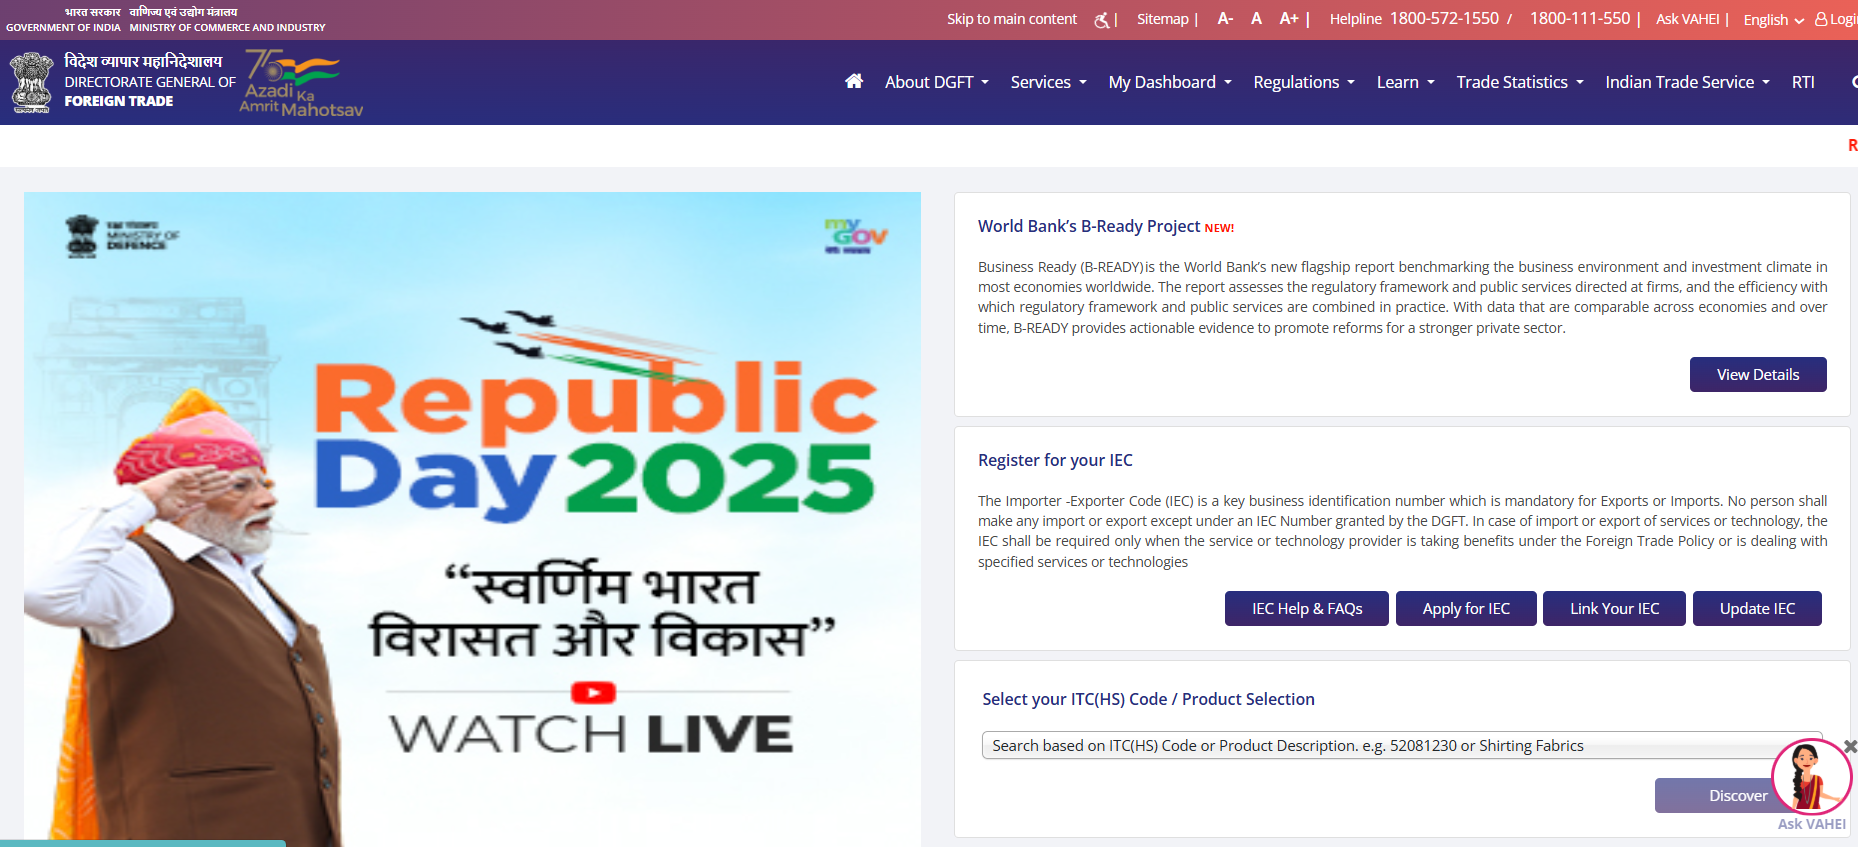 भारत सरकार वाणिज्य एवं उद्योग मंत्रालय
GOVERNMENT OF INDIA MINISTRY OF COMMERCE AND INDUSTRY
Skip to main content | Sitemap | A- A A+ | Helpline 1800-572-1550 / 1800-111-550 | Ask VAHEI | English Logi
विदेश व्यापार महानिदेशालय
DIRECTORATE GENERAL OF
FOREIGN TRADE
75
Azadi Ka
Amrit Mahotsav
About DGFT Services My Dashboard Regulations Learn Trade Statistics Indian Trade Service RTI
R
MINISTRY OF
DEFENCE
my
GOV
Republic
Day 2025
“स्वर्णिम भारत
विरासत और विकास”
WATCH LIVE
World Bank’s B-Ready Project NEW!
Business Ready (B-READY) is the World Bank’s new flagship report benchmarking the business environment and investment climate in
most economies worldwide. The report assesses the regulatory framework and public services directed at firms, and the efficiency with
which regulatory framework and public services are combined in practice. With data that are comparable across economies and over
time, B-READY provides actionable evidence to promote reforms for a stronger private sector.
View Details
Register for your IEC
The Importer -Exporter Code (IEC) is a key business identification number which is mandatory for Exports or Imports. No person shall
make any import or export except under an IEC Number granted by the DGFT. In case of import or export of services or technology, the
IEC shall be required only when the service or technology provider is taking benefits under the Foreign Trade Policy or is dealing with
specified services or technologies
IEC Help & FAQs Apply for IEC Link Your IEC Update IEC
Select your ITC(HS) Code / Product Selection
Search based on ITC(HS) Code or Product Description. e.g. 52081230 or Shirting Fabrics
Discover
Ask VAHEI